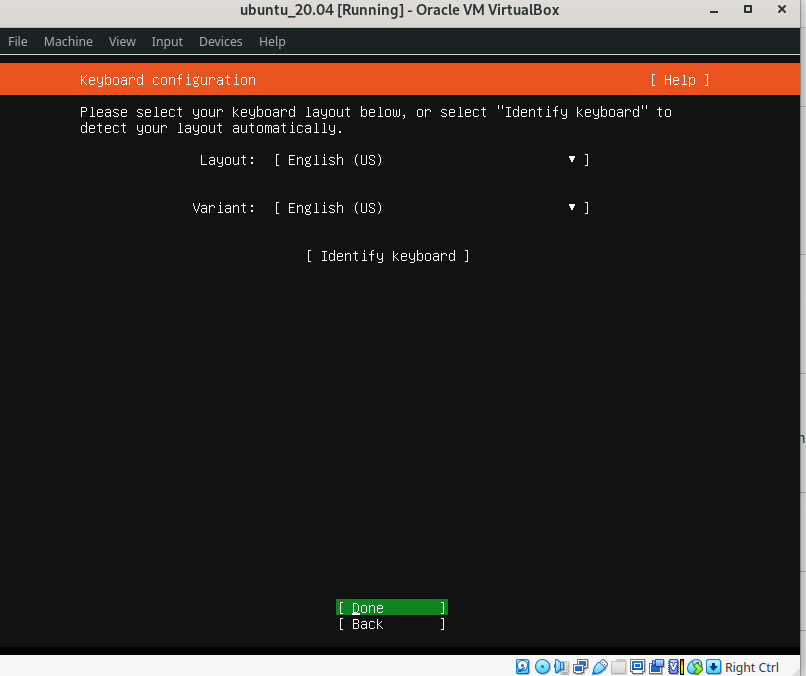 ubuntu_20.04 [Running] - Oracle VM VirtualBox
File Machine View Input Devices Help
Keyboard configuration [ Help ]
Please select your keyboard layout below, or select "Identify keyboard" to
detect your layout automatically.
Layout: [ English (US) ▾ ]
Variant: [ English (US) ▾ ]
[ Identify keyboard ]
[ Done ]
[ Back ]
Right Ctrl